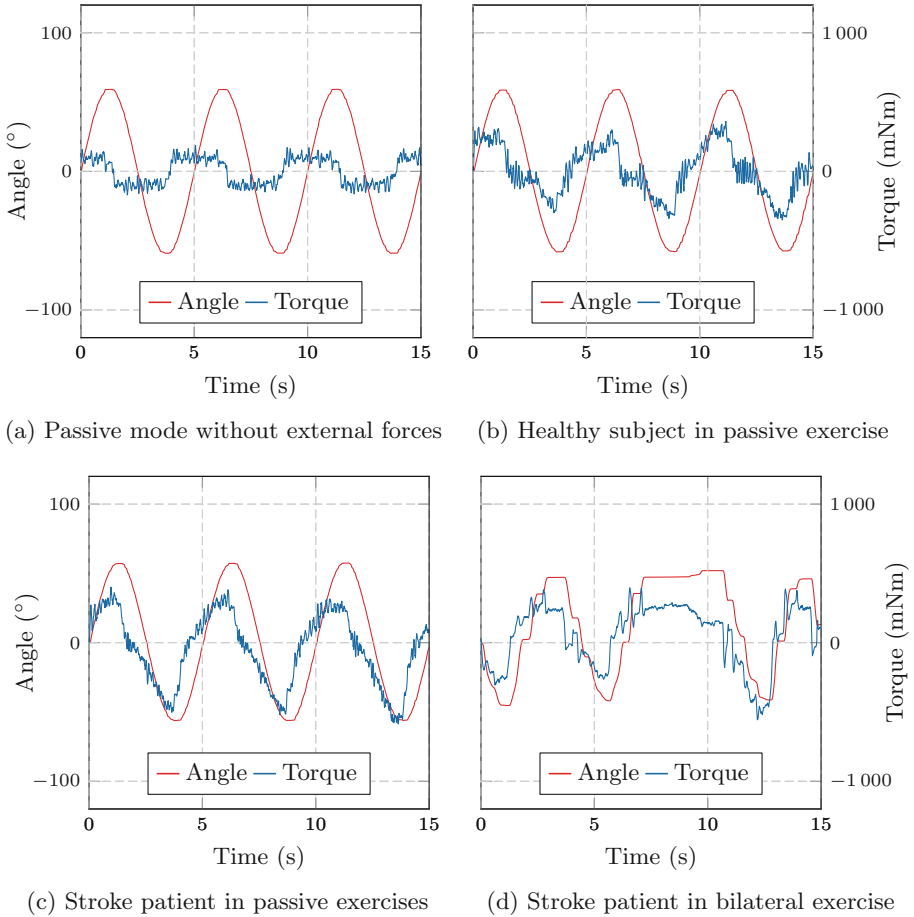 100
0
−100
Angle (°)
Angle Torque
0 5 10 15
Time (s)
(a) Passive mode without external forces
1 000
0
−1 000
Torque (mNm)
Angle Torque
0 5 10 15
Time (s)
(b) Healthy subject in passive exercise
100
0
−100
Angle (°)
Angle Torque
0 5 10 15
Time (s)
(c) Stroke patient in passive exercises
1 000
0
−1 000
Torque (mNm)
Angle Torque
0 5 10 15
Time (s)
(d) Stroke patient in bilateral exercise